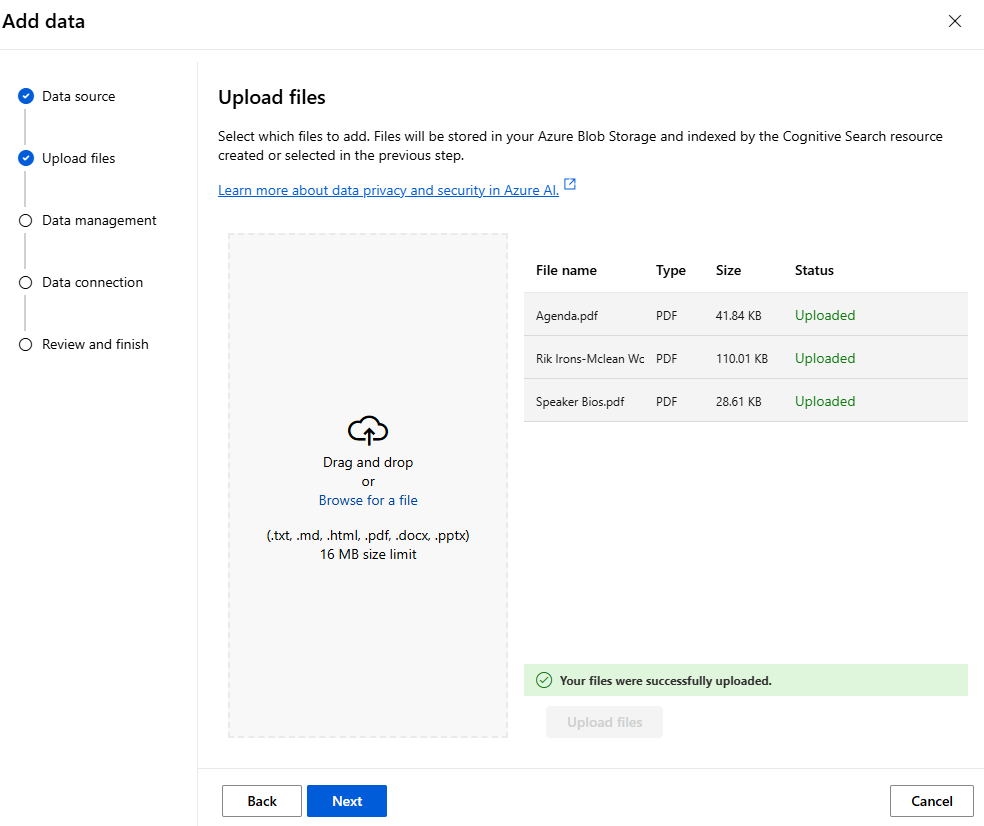 Add data
Data source
Upload files
Data management
Data connection
Review and finish
Upload files
Select which files to add. Files will be stored in your Azure Blob Storage and indexed by the Cognitive Search resource
created or selected in the previous step.
Learn more about data privacy and security in Azure AI.
Drag and drop
or
Browse for a file
(.txt, .md, .html, .pdf, .docx, .pptx)
16 MB size limit
File name Type Size Status
Agenda.pdf PDF 41.84 KB Uploaded
Rik Irons-Mclean Wc PDF 110.01 KB Uploaded
Speaker Bios.pdf PDF 28.61 KB Uploaded
Your files were successfully uploaded.
Upload files
Back Next Cancel